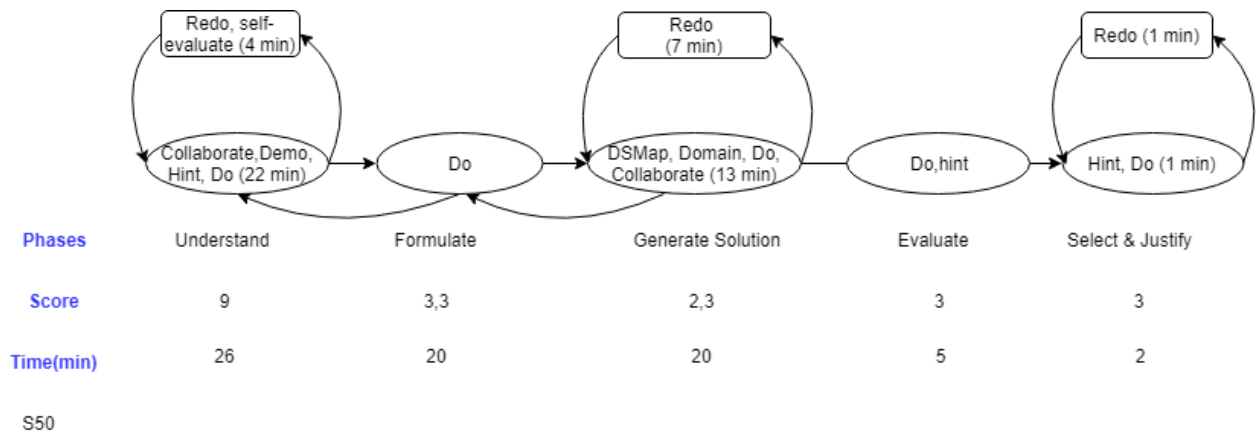 Redo, self-
evaluate (4 min)
Redo
(7 min)
Redo (1 min)
Collaborate,Demo,
Hint, Do (22 min)
Do
DSMap, Domain, Do,
Collaborate (13 min)
Do,hint
Hint, Do (1 min)
Phases Understand Formulate Generate Solution Evaluate Select & Justify
Score 9 3,3 2,3 3 3
Time(min) 26 20 20 5 2
S50